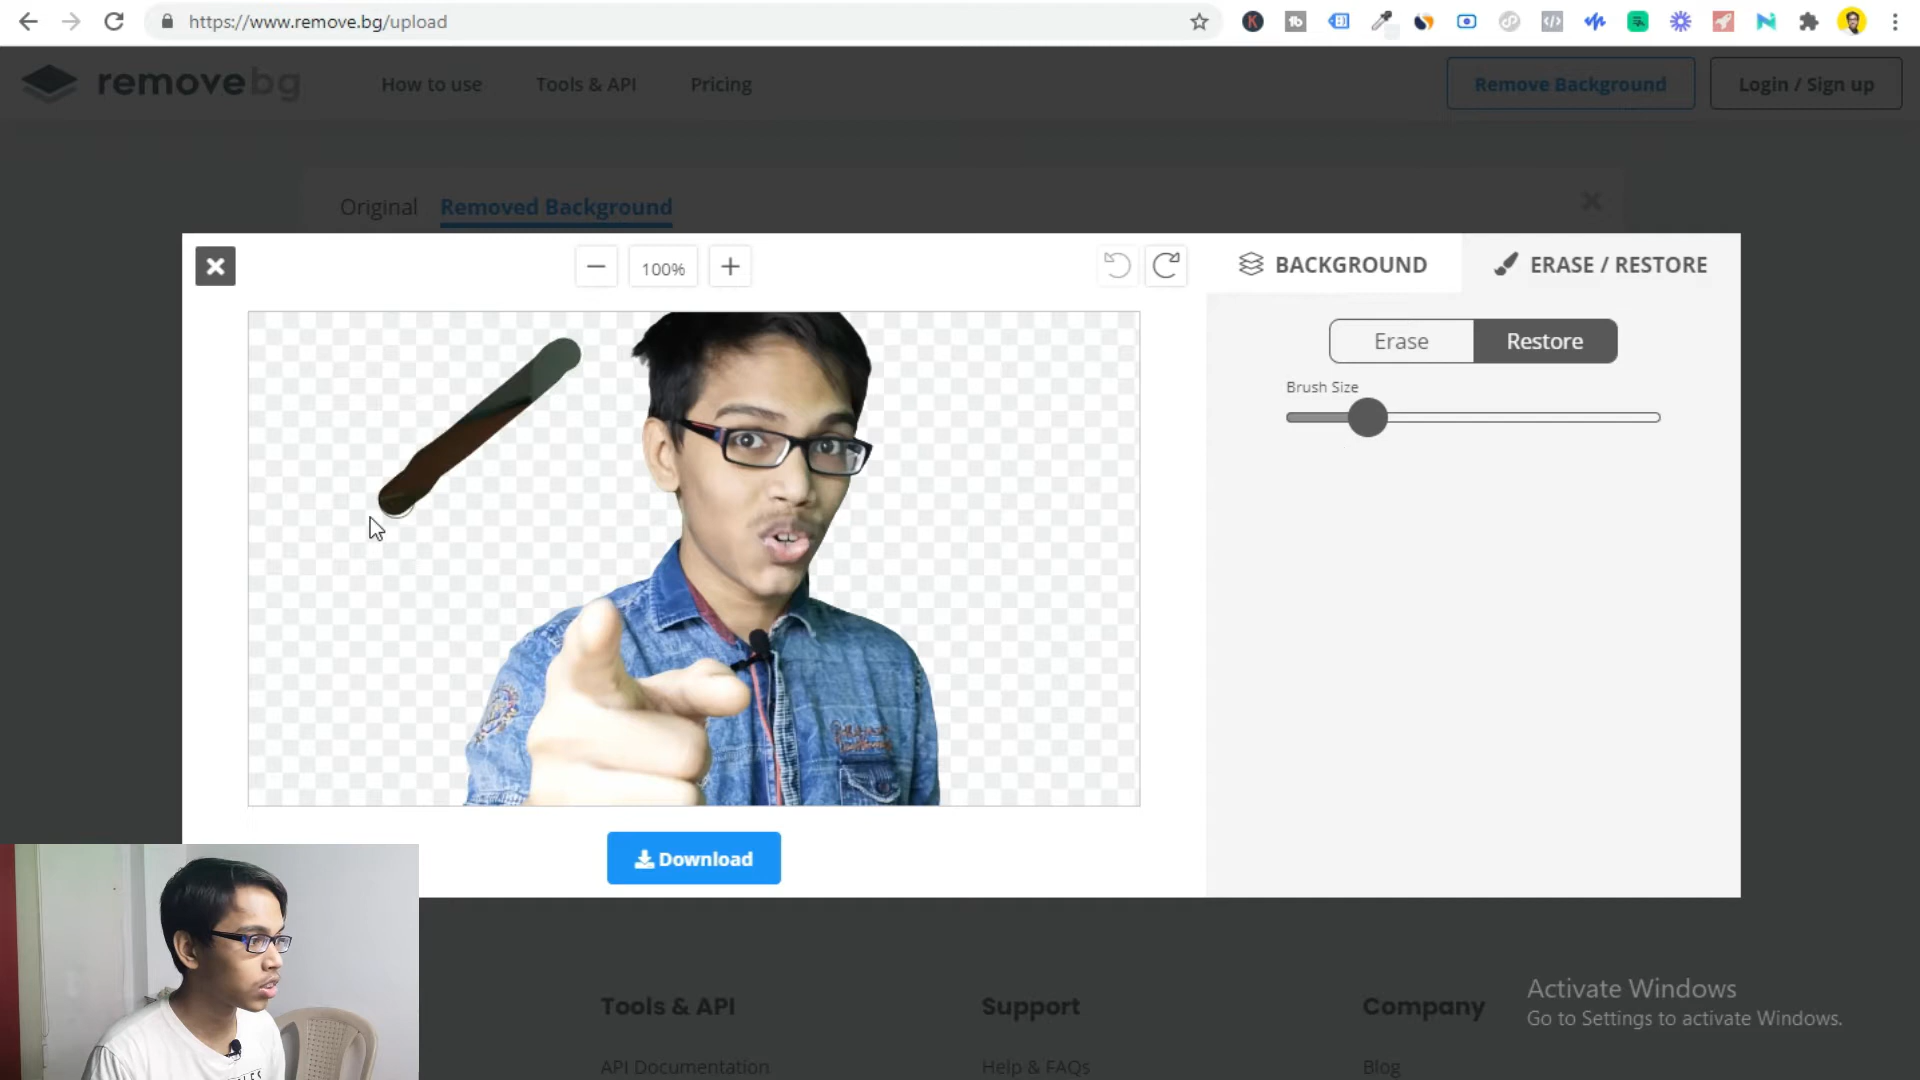 https://www.remove.bg/upload
removebg
How to use
Tools & API
Pricing
Remove Background
Login / Sign up
Original
Removed Background
100%
BACKGROUND
ERASE / RESTORE
Erase
Restore
Brush Size
Download
Tools & API
Support
Company
API Documentation
Help & FAQs
Blog
Activate Windows
Go to Settings to activate Windows.